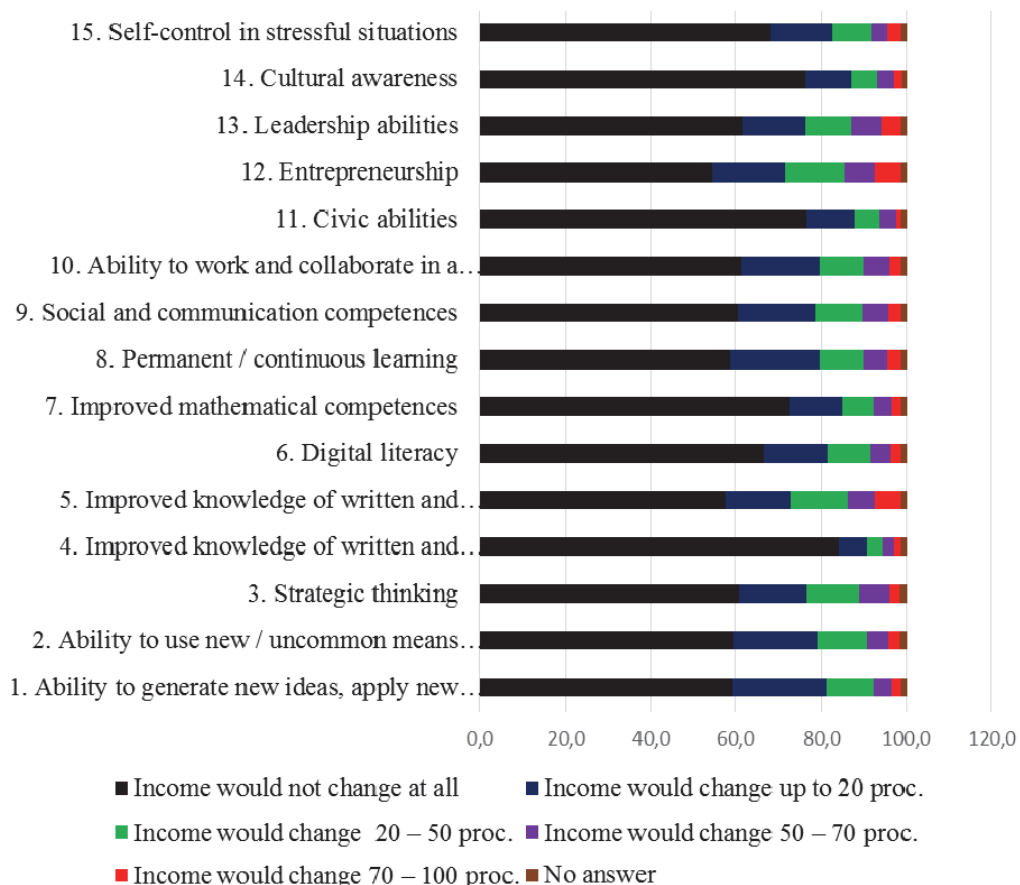 15. Self-control in stressful situations
14. Cultural awareness
13. Leadership abilities
12. Entrepreneurship
11. Civic abilities
10. Ability to work and collaborate in a…
9. Social and communication competences
8. Permanent / continuous learning
7. Improved mathematical competences
6. Digital literacy
5. Improved knowledge of written and…
4. Improved knowledge of written and…
3. Strategic thinking
2. Ability to use new / uncommon means…
1. Ability to generate new ideas, apply new…
0,0 20,0 40,0 60,0 80,0 100,0 120,0
Income would not change at all Income would change up to 20 proc.
Income would change 20 – 50 proc. Income would change 50 – 70 proc.
Income would change 70 – 100 proc. No answer